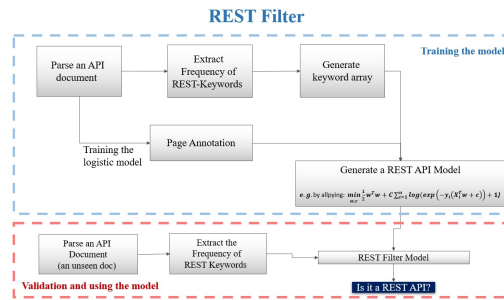 REST Filter
Training the model
Parse an API
document
Extract
Frequency of
REST-Keywords
Generate
keyword array
Training the
logistic model
Page Annotation
Generate a REST API Model
e.g. by allpying: min w,c 1/2 wᵀw + C Σⁿᵢ₌₁ log(exp(−yᵢ(Xᵢᵀw + c)) + 1)
Parse an API
Document
(an unseen doc)
Extract the
Frequency of
REST Keywords
REST Filter Model
Validation and using the model
Is it a REST API?